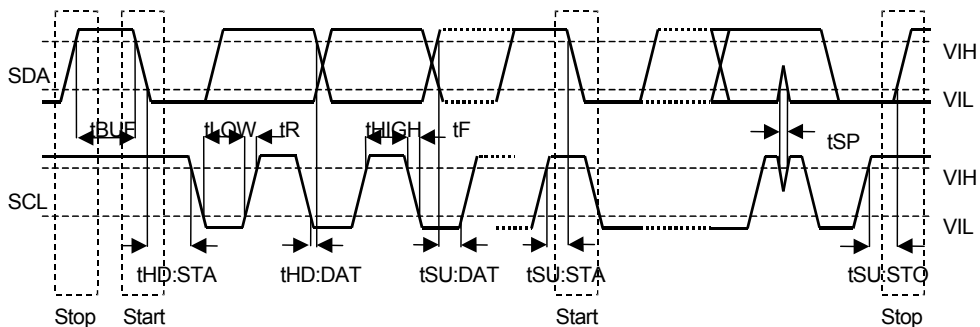 VIH
SDA
VIL
tBUF tLOW tR tHIGH tF
tSP
VIH
SCL
VIL
tHD:STA tHD:DAT tSU:DAT tSU:STA tSU:STO
Stop Start Start Stop